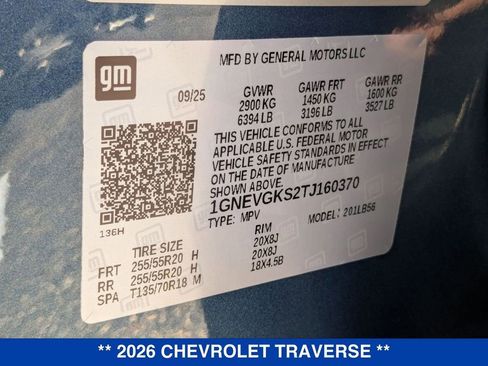 gm
MFD BY GENERAL MOTORS LLC
09/25
GVWR GAWR FRT GAWR RR
2900 KG 1450 KG 1600 KG
6394 LB 3196 LB 3527 LB
THIS VEHICLE CONFORMS TO ALL
APPLICABLE U.S. FEDERAL MOTOR
VEHICLE SAFETY STANDARDS IN EFFECT
ON THE DATE OF MANUFACTURE
1GNEVGKS2TJ160370
TYPE: MPV MODEL: 201LB56
136H
TIRE SIZE RIM
FRT 255/55R20 H 20X8J
RR 255/55R20 H 20X8J
SPA T135/70R18 M 18X4.5B
** 2026 CHEVROLET TRAVERSE **